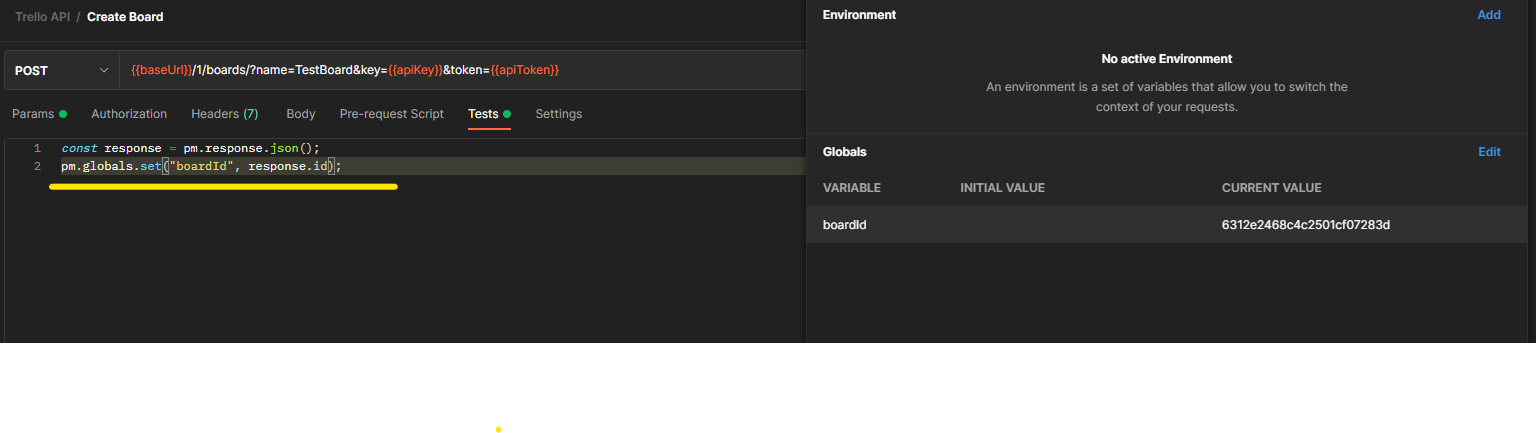 Trello API / Create Board
POST {{baseUrl}}/1/boards/?name=TestBoard&key={{apiKey}}&token={{apiToken}}
Params Authorization Headers (7) Body Pre-request Script Tests Settings
1 const response = pm.response.json();
2 pm.globals.set("boardId", response.id);
Environment Add
No active Environment
An environment is a set of variables that allow you to switch the
context of your requests.
Globals Edit
VARIABLE INITIAL VALUE CURRENT VALUE
boardId 6312e2468c4c2501cf07283d